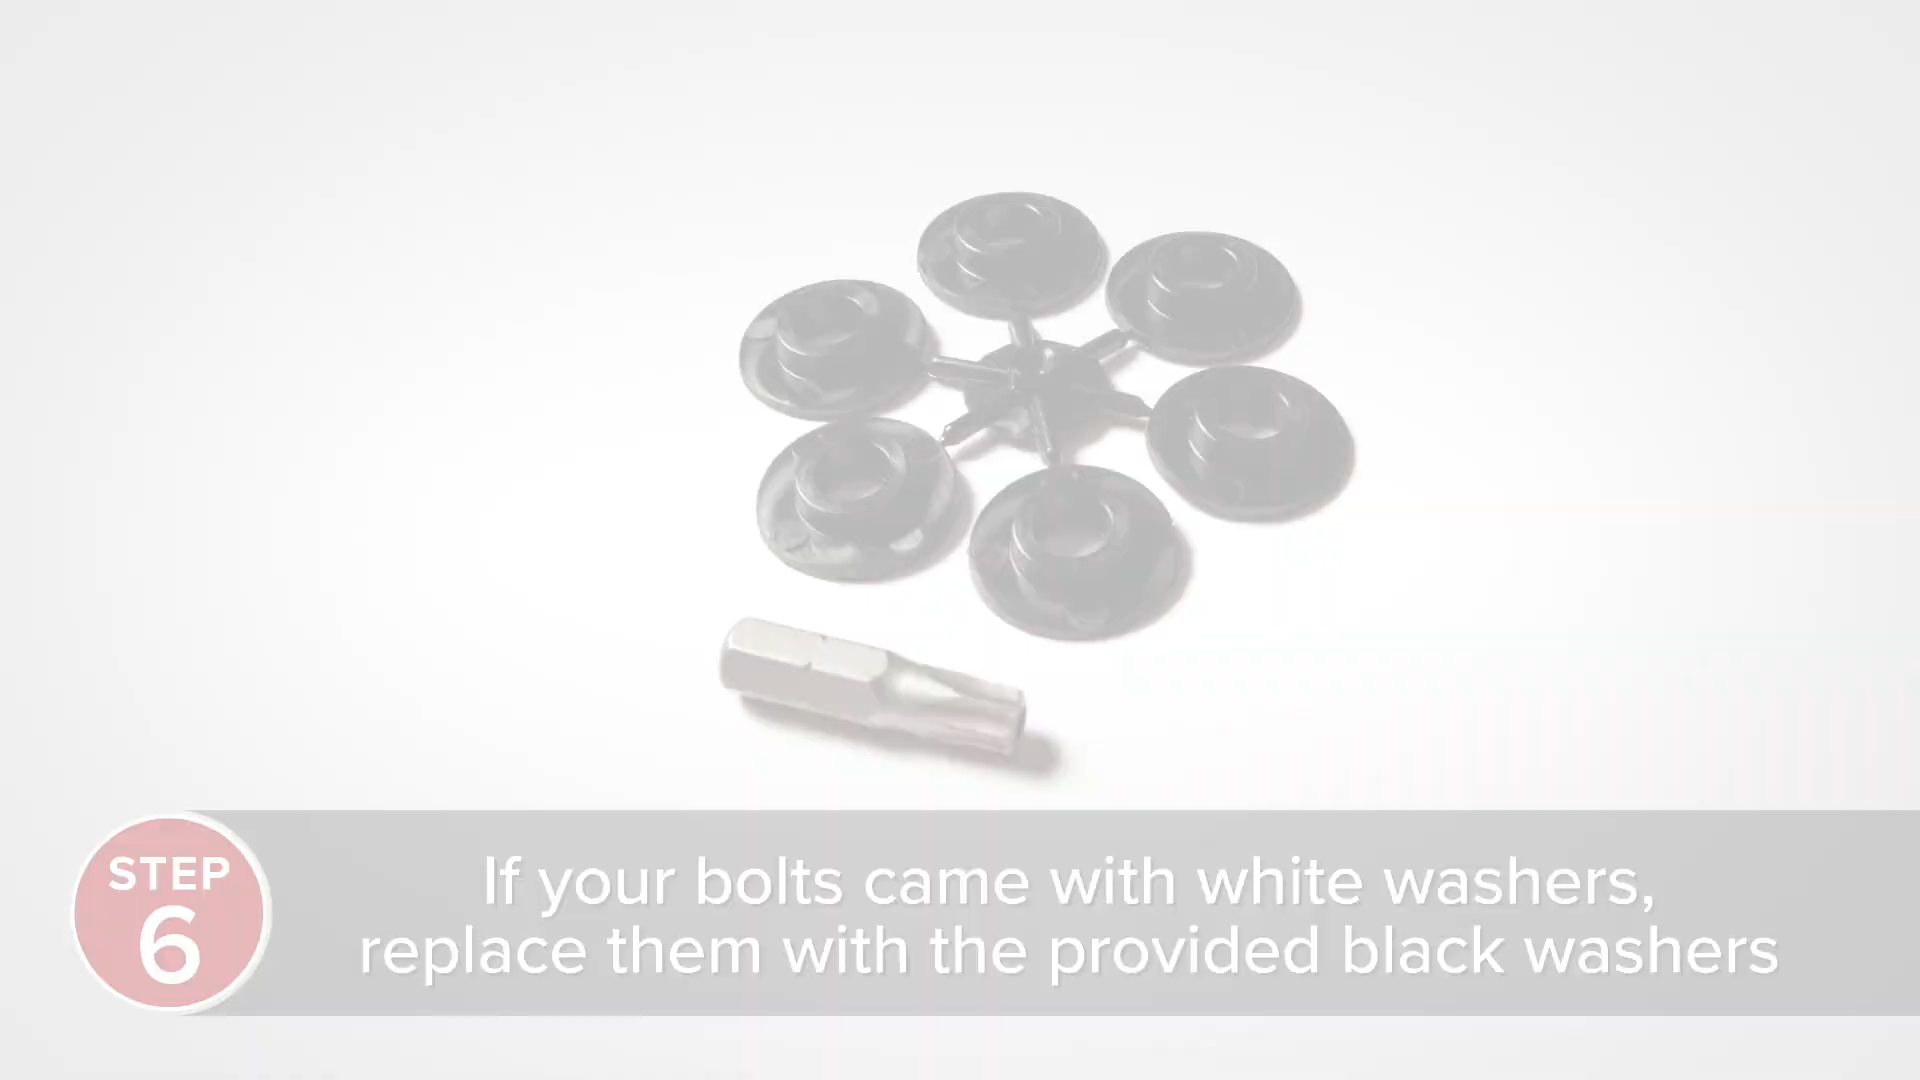 STEP
6
If your bolts came with white washers,
replace them with the provided black washers